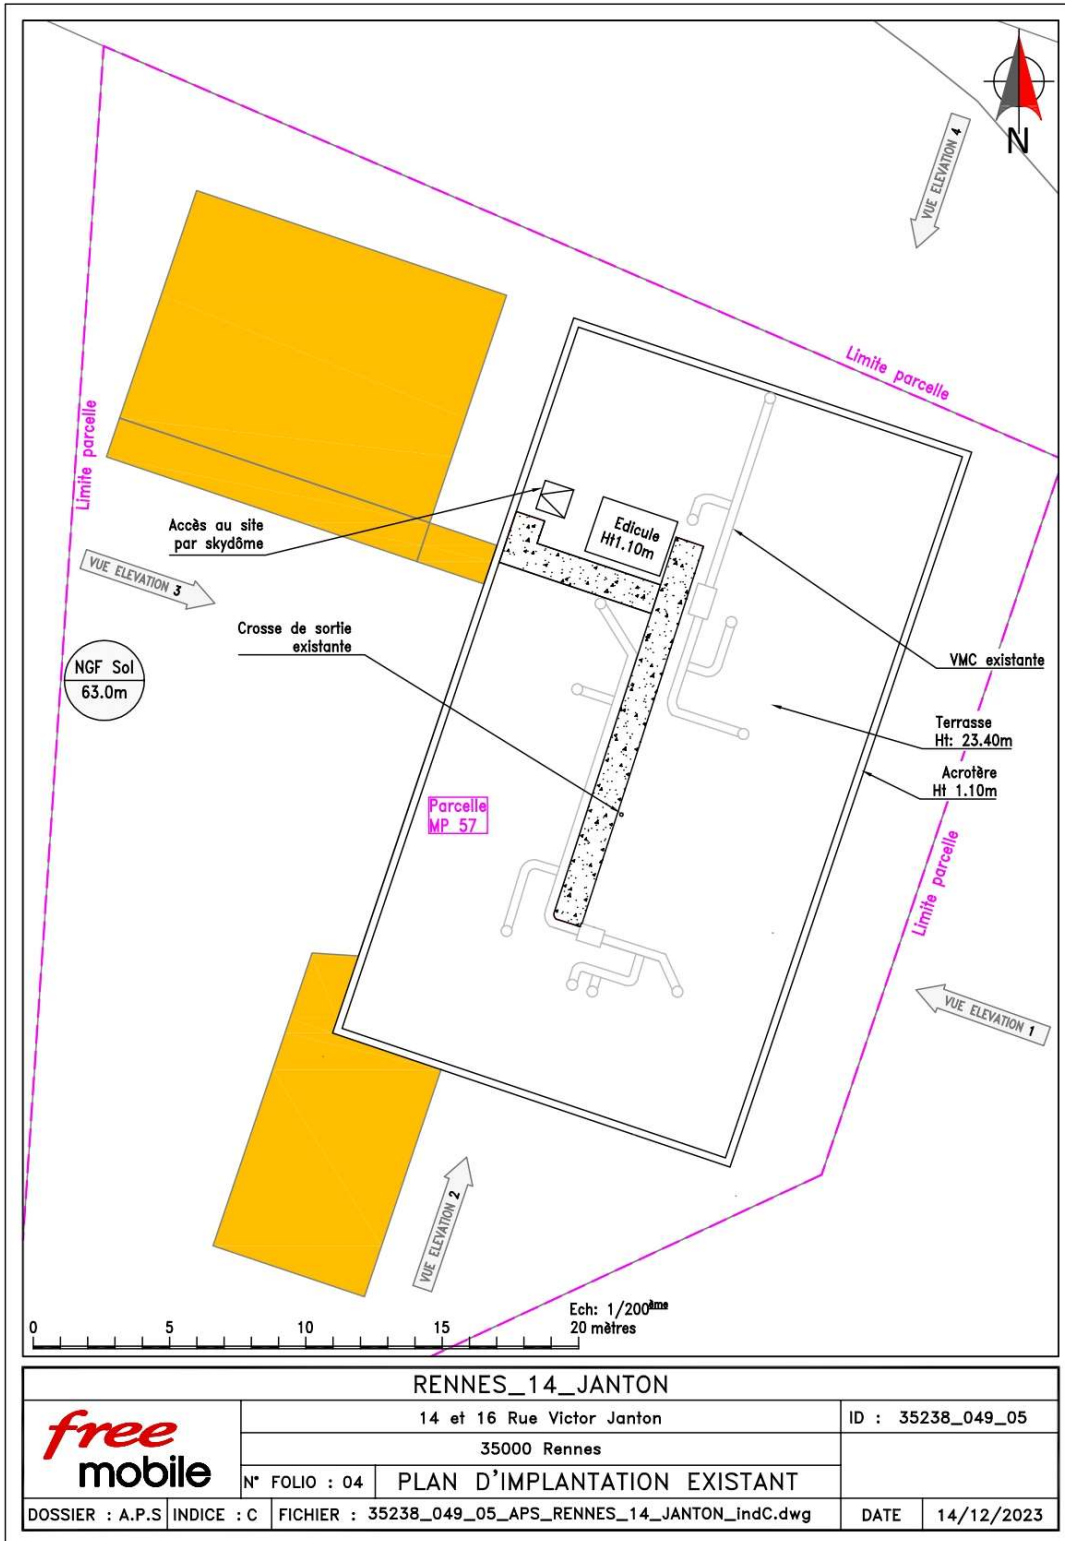 N
VUE ELEVATION 4
Limite parcelle
Limite parcelle
Accès au site
par skydôme
Edicule
Ht1.10m
VUE ELEVATION 3
Crosse de sortie
existante
NGF Sol
63.0m
VMC existante
Terrasse
Ht: 23.40m
Acrotère
Ht 1.10m
Parcelle
MP 57
Limite parcelle
VUE ELEVATION 1
VUE ELEVATION 2
Ech: 1/200ème
0 5 10 15 20 mètres
RENNES_14_JANTON
free
mobile
14 et 16 Rue Victor Janton
ID : 35238_049_05
35000 Rennes
N° FOLIO : 04
PLAN D'IMPLANTATION EXISTANT
DOSSIER : A.P.S
INDICE : C
FICHIER : 35238_049_05_APS_RENNES_14_JANTON_indC.dwg
DATE
14/12/2023